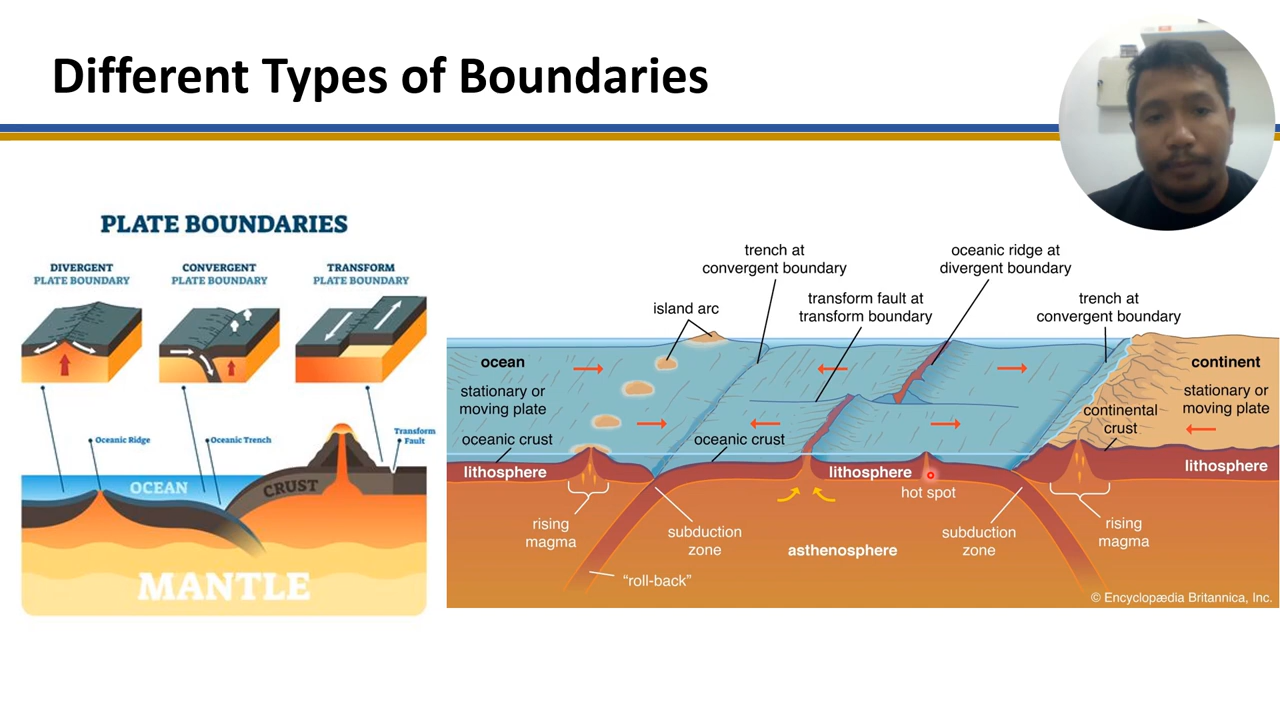 Different Types of Boundaries
PLATE BOUNDARIES
DIVERGENT
PLATE BOUNDARY
CONVERGENT
PLATE BOUNDARY
TRANSFORM
PLATE BOUNDARY
Oceanic Ridge
Oceanic Trench
Transform
Fault
OCEAN
CRUST
MANTLE
trench at
convergent boundary
oceanic ridge at
divergent boundary
island arc
transform fault at
transform boundary
trench at
convergent boundary
ocean
stationary or
moving plate
oceanic crust
oceanic crust
continent
stationary or
moving plate
continental
crust
lithosphere
lithosphere
lithosphere
hot spot
rising
magma
subduction
zone
asthenosphere
subduction
zone
rising
magma
“roll-back”
© Encyclopædia Britannica, Inc.